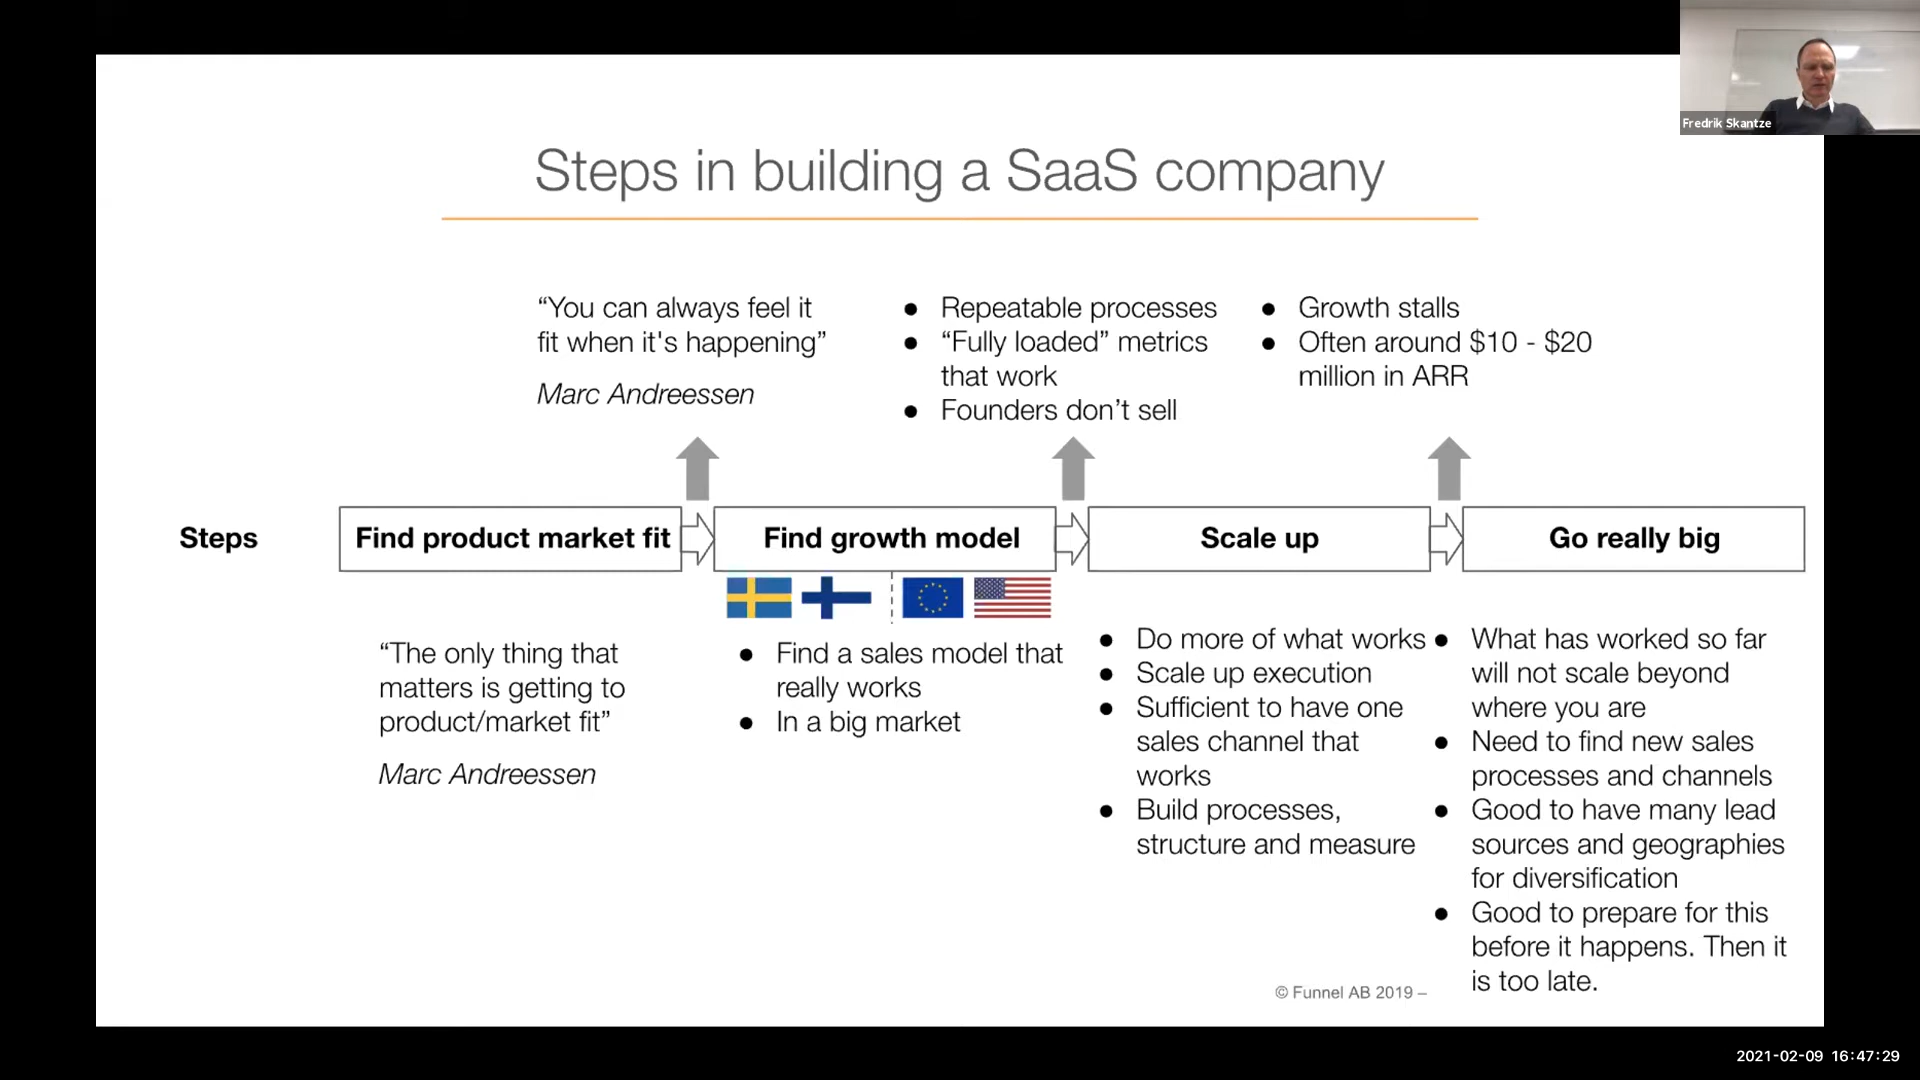 Fredrik Skantze
Steps in building a SaaS company
“You can always feel it
fit when it's happening”
Marc Andreessen
● Repeatable processes
● “Fully loaded” metrics
that work
● Founders don’t sell
● Growth stalls
● Often around $10 - $20
million in ARR
Steps
Find product market fit
Find growth model
Scale up
Go really big
“The only thing that
matters is getting to
product/market fit”
Marc Andreessen
● Find a sales model that
really works
● In a big market
● Do more of what works
● Scale up execution
● Sufficient to have one
sales channel that
works
● Build processes,
structure and measure
● What has worked so far
will not scale beyond
where you are
● Need to find new sales
processes and channels
● Good to have many lead
sources and geographies
for diversification
● Good to prepare for this
before it happens. Then it
is too late.
© Funnel AB 2019 –
2021-02-09 16:47:29